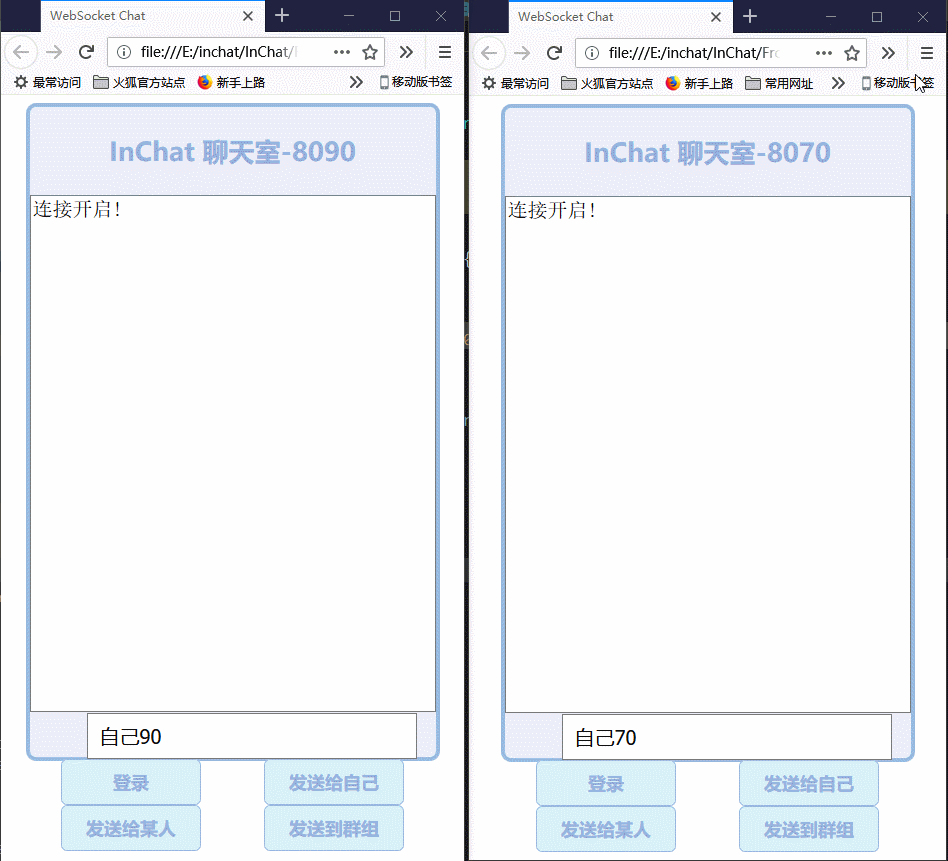 WebSocket Chat
file:///E:/inchat/InChat/
最常访问 火狐官方站点 新手上路 移动版书签
InChat 聊天室-8090
连接开启！
自己90
登录 发送给自己
发送给某人 发送到群组
WebSocket Chat
file:///E:/inchat/InChat/Fro
最常访问 火狐官方站点 新手上路 常用网址 移动版书签
InChat 聊天室-8070
连接开启！
自己70
登录 发送给自己
发送给某人 发送到群组